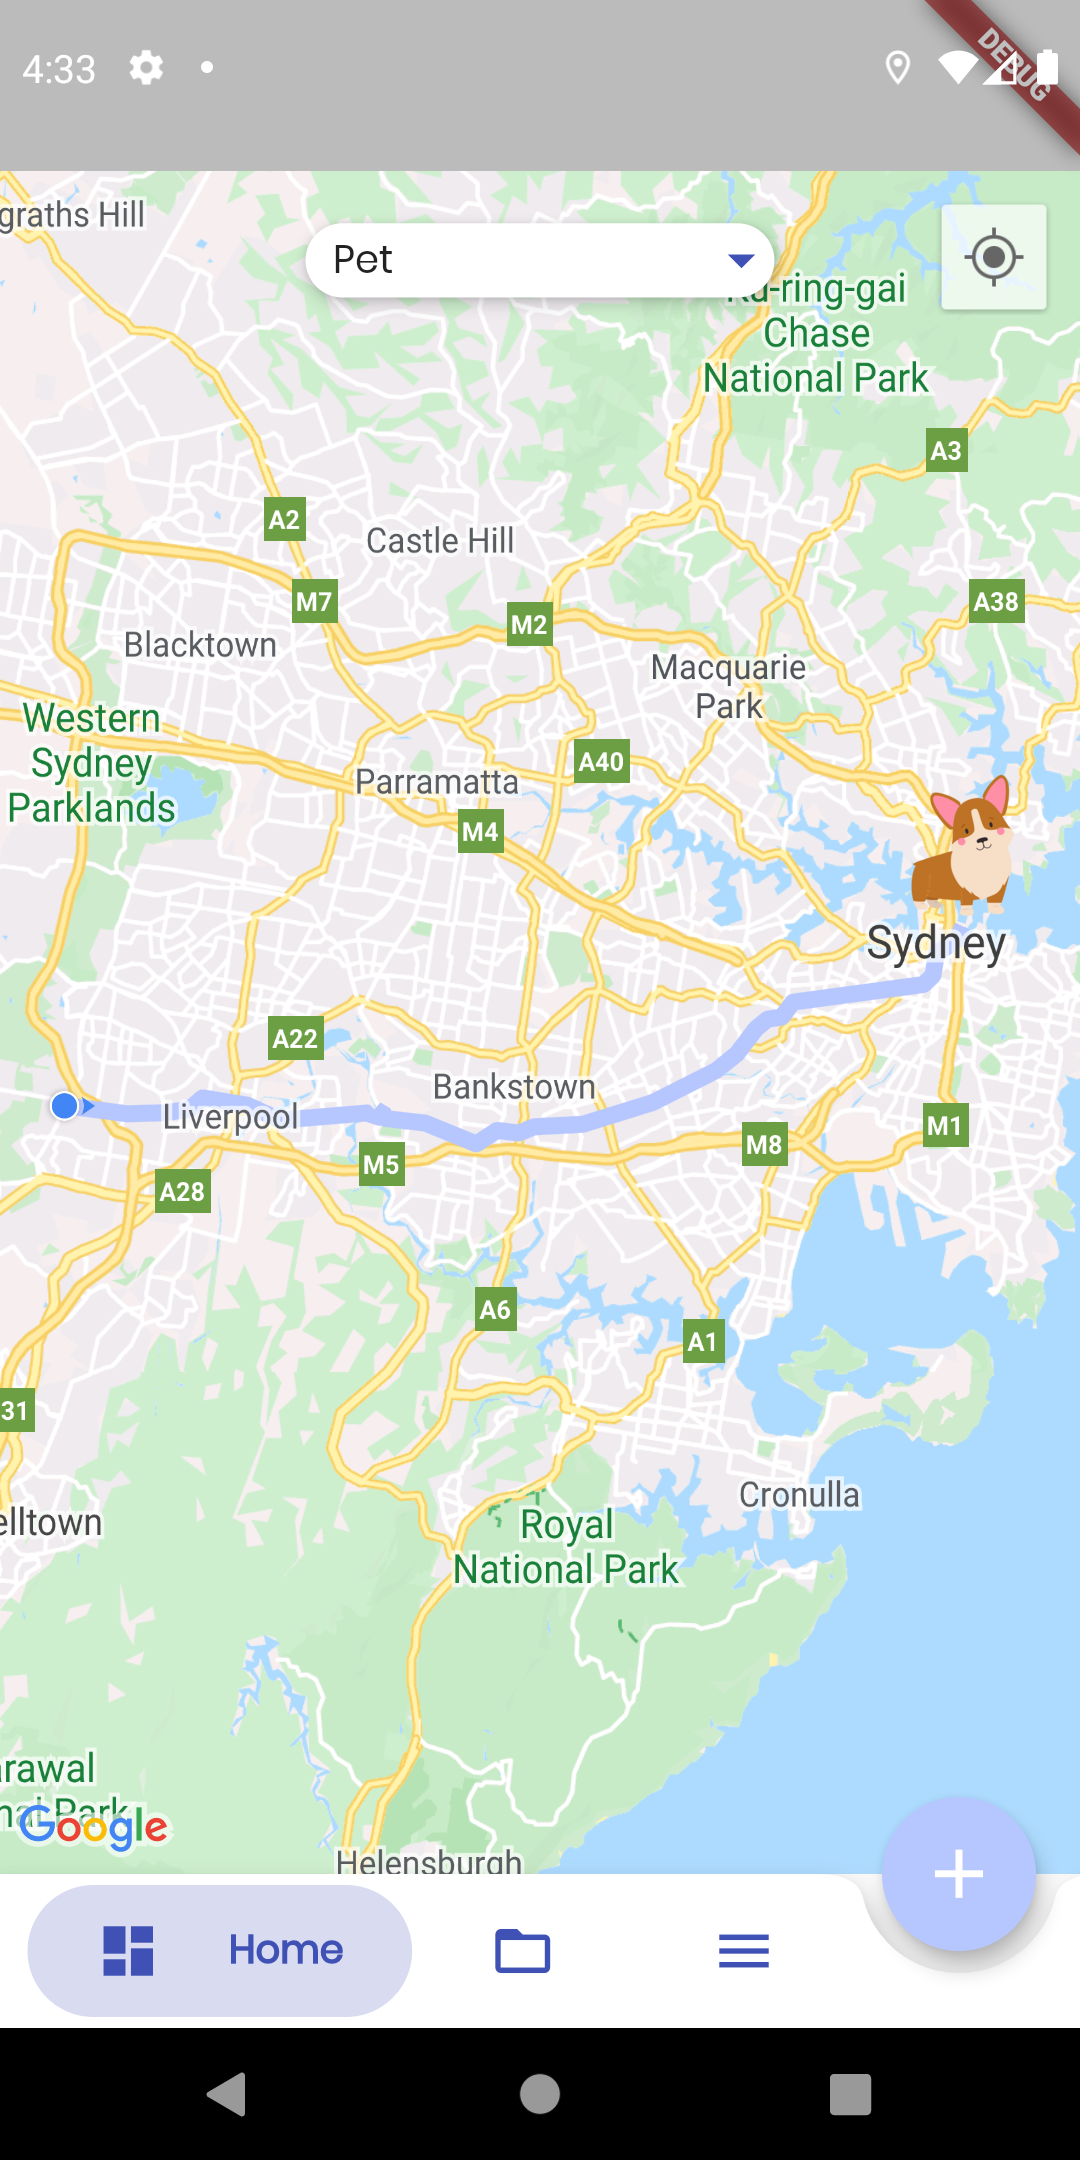 4:33
DEBUG
graths Hill
Pet
Ku-ring-gai
Chase
National Park
A3
A2
Castle Hill
M7
A38
M2
Blacktown
Macquarie
Park
Western
Sydney
Parklands
A40
Parramatta
M4
Sydney
A22
Bankstown
Liverpool
M1
M8
M5
A28
A6
A1
31
Cronulla
elltown
Royal
National Park
arawal
nal Park
Google
Helensburgh
Home